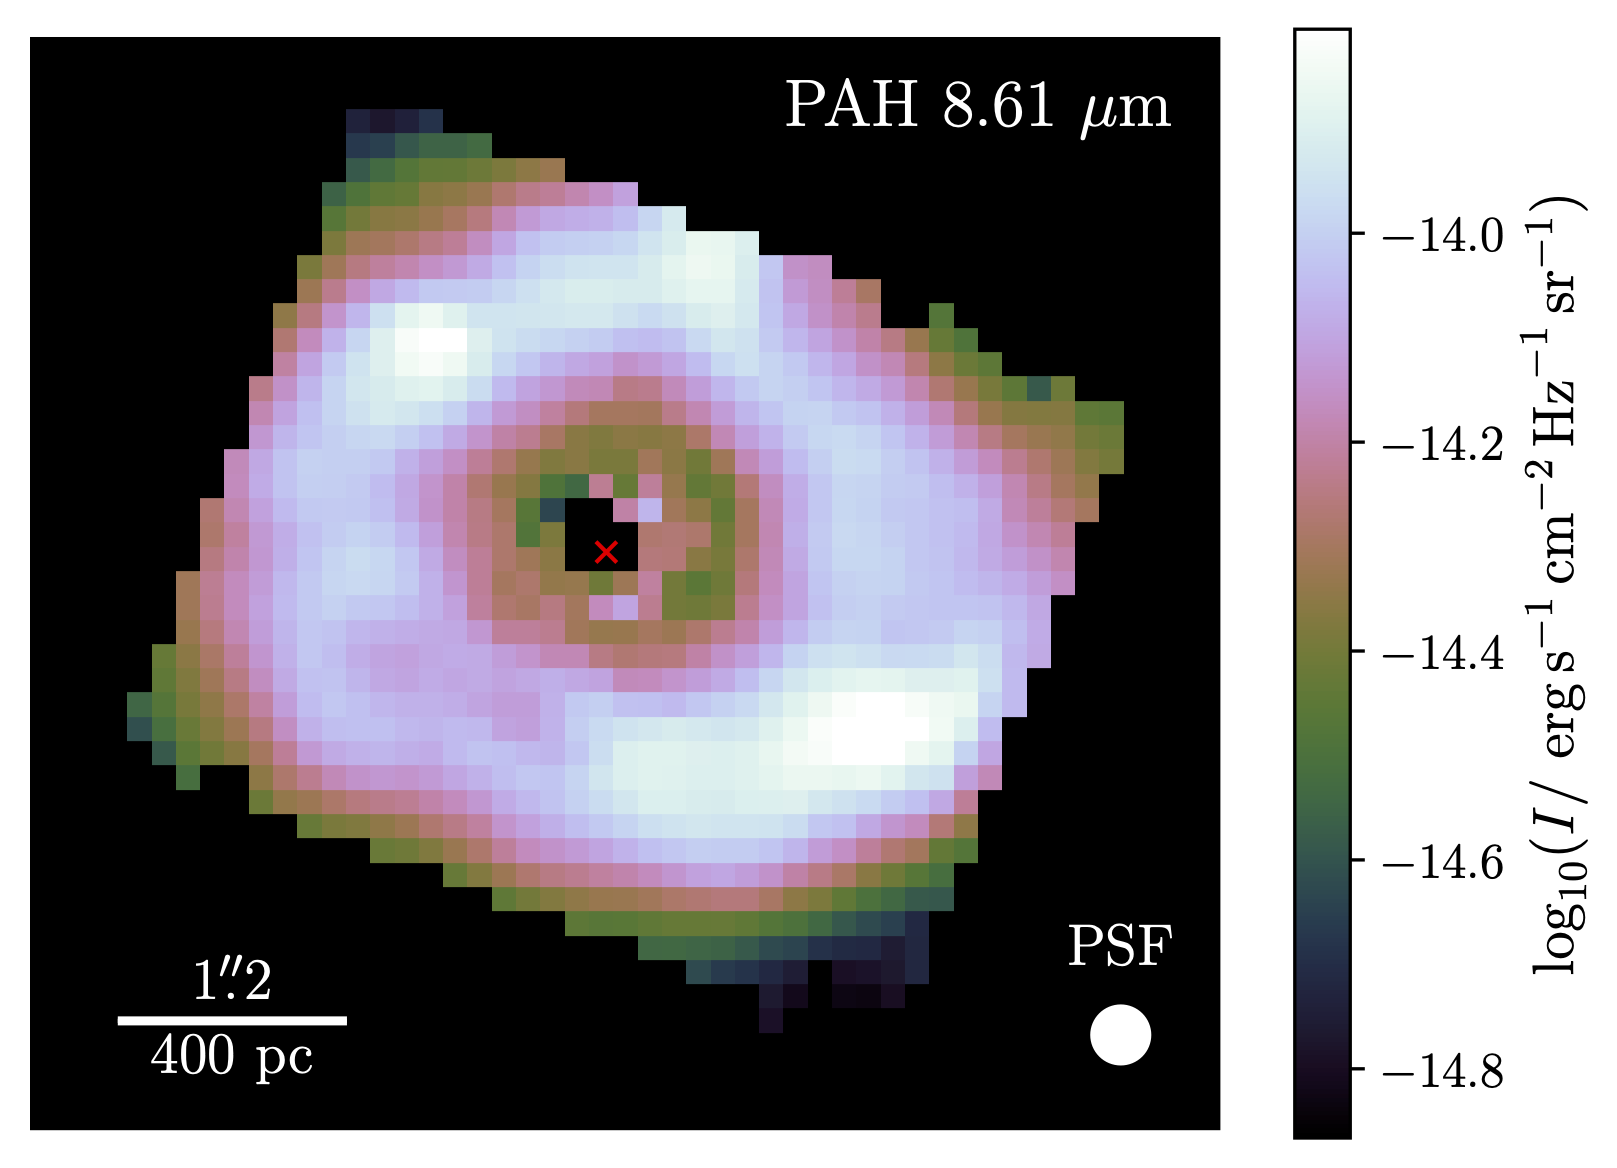 PAH 8.61 μm
1″.2
400 pc
PSF
−14.0
−14.2
−14.4
−14.6
−14.8
log₁₀(I / erg s⁻¹ cm⁻² Hz⁻¹ sr⁻¹)